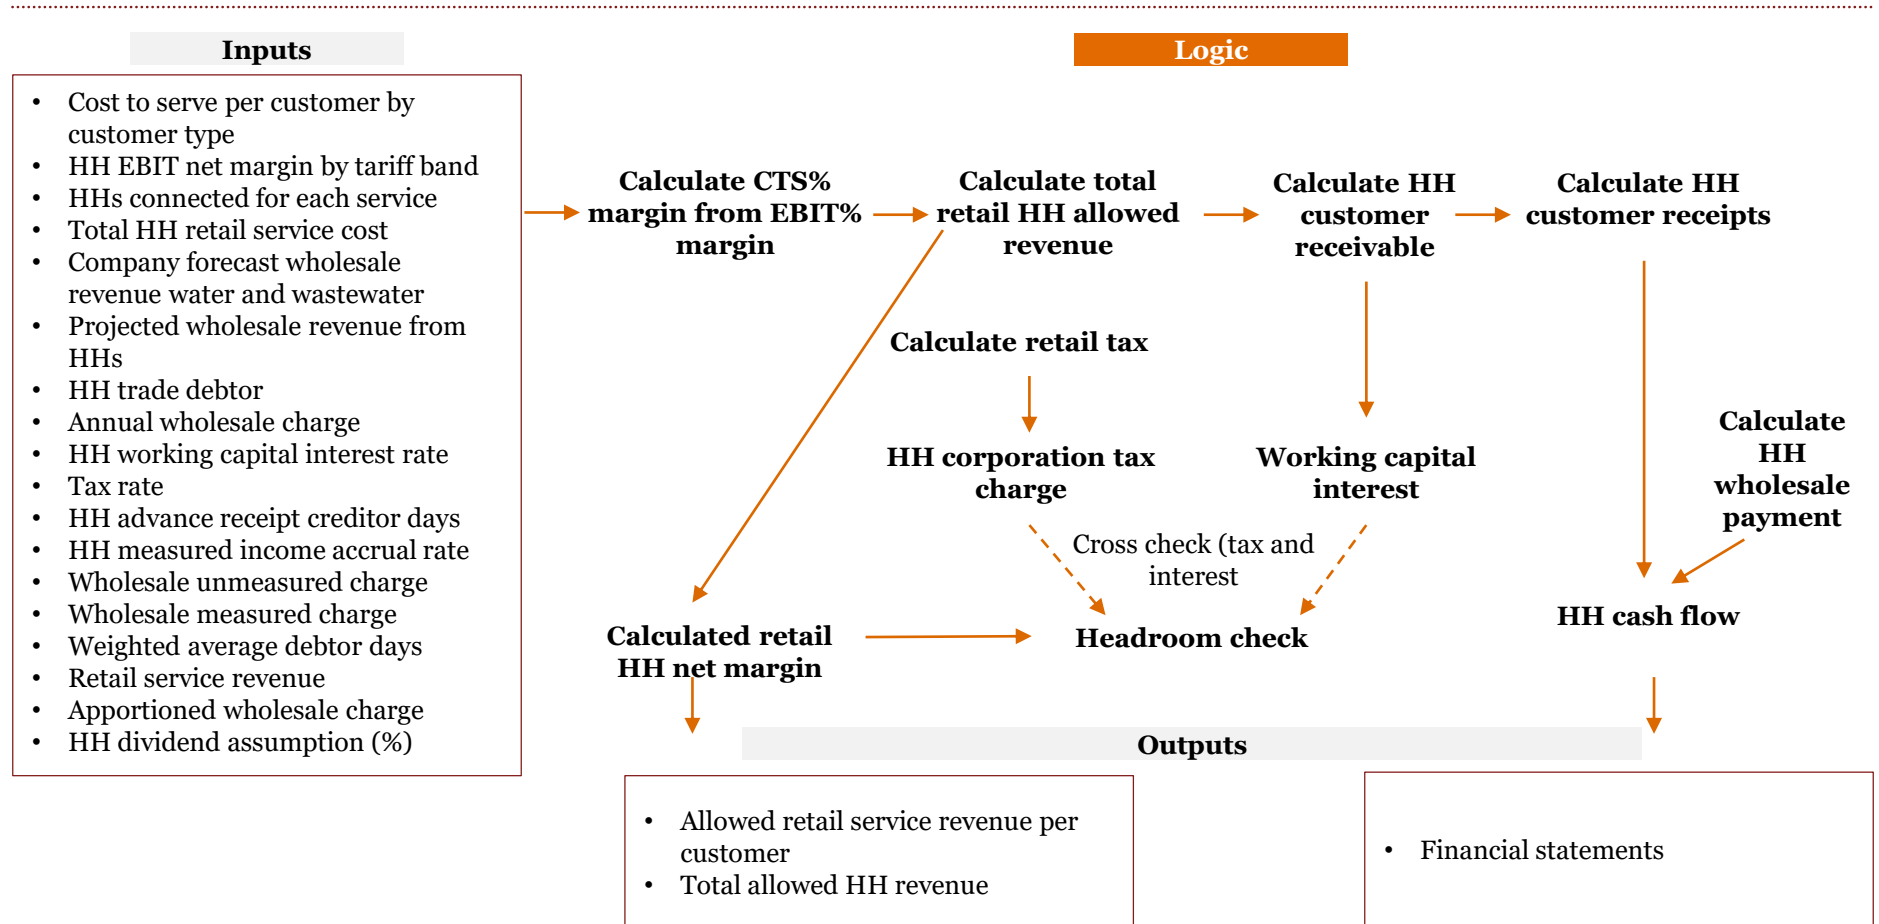 Inputs
Logic
• Cost to serve per customer by
customer type
• HH EBIT net margin by tariff band
• HHs connected for each service
• Total HH retail service cost
• Company forecast wholesale
revenue water and wastewater
• Projected wholesale revenue from
HHs
• HH trade debtor
• Annual wholesale charge
• HH working capital interest rate
• Tax rate
• HH advance receipt creditor days
• HH measured income accrual rate
• Wholesale unmeasured charge
• Wholesale measured charge
• Weighted average debtor days
• Retail service revenue
• Apportioned wholesale charge
• HH dividend assumption (%)
Calculate CTS%
margin from EBIT%
margin
Calculate total
retail HH allowed
revenue
Calculate HH
customer
receivable
Calculate HH
customer receipts
Calculate retail tax
HH corporation tax
charge
Working capital
interest
Calculate
HH
wholesale
payment
Cross check (tax and
interest
Calculated retail
HH net margin
Headroom check
HH cash flow
Outputs
• Allowed retail service revenue per
customer
• Total allowed HH revenue
• Financial statements